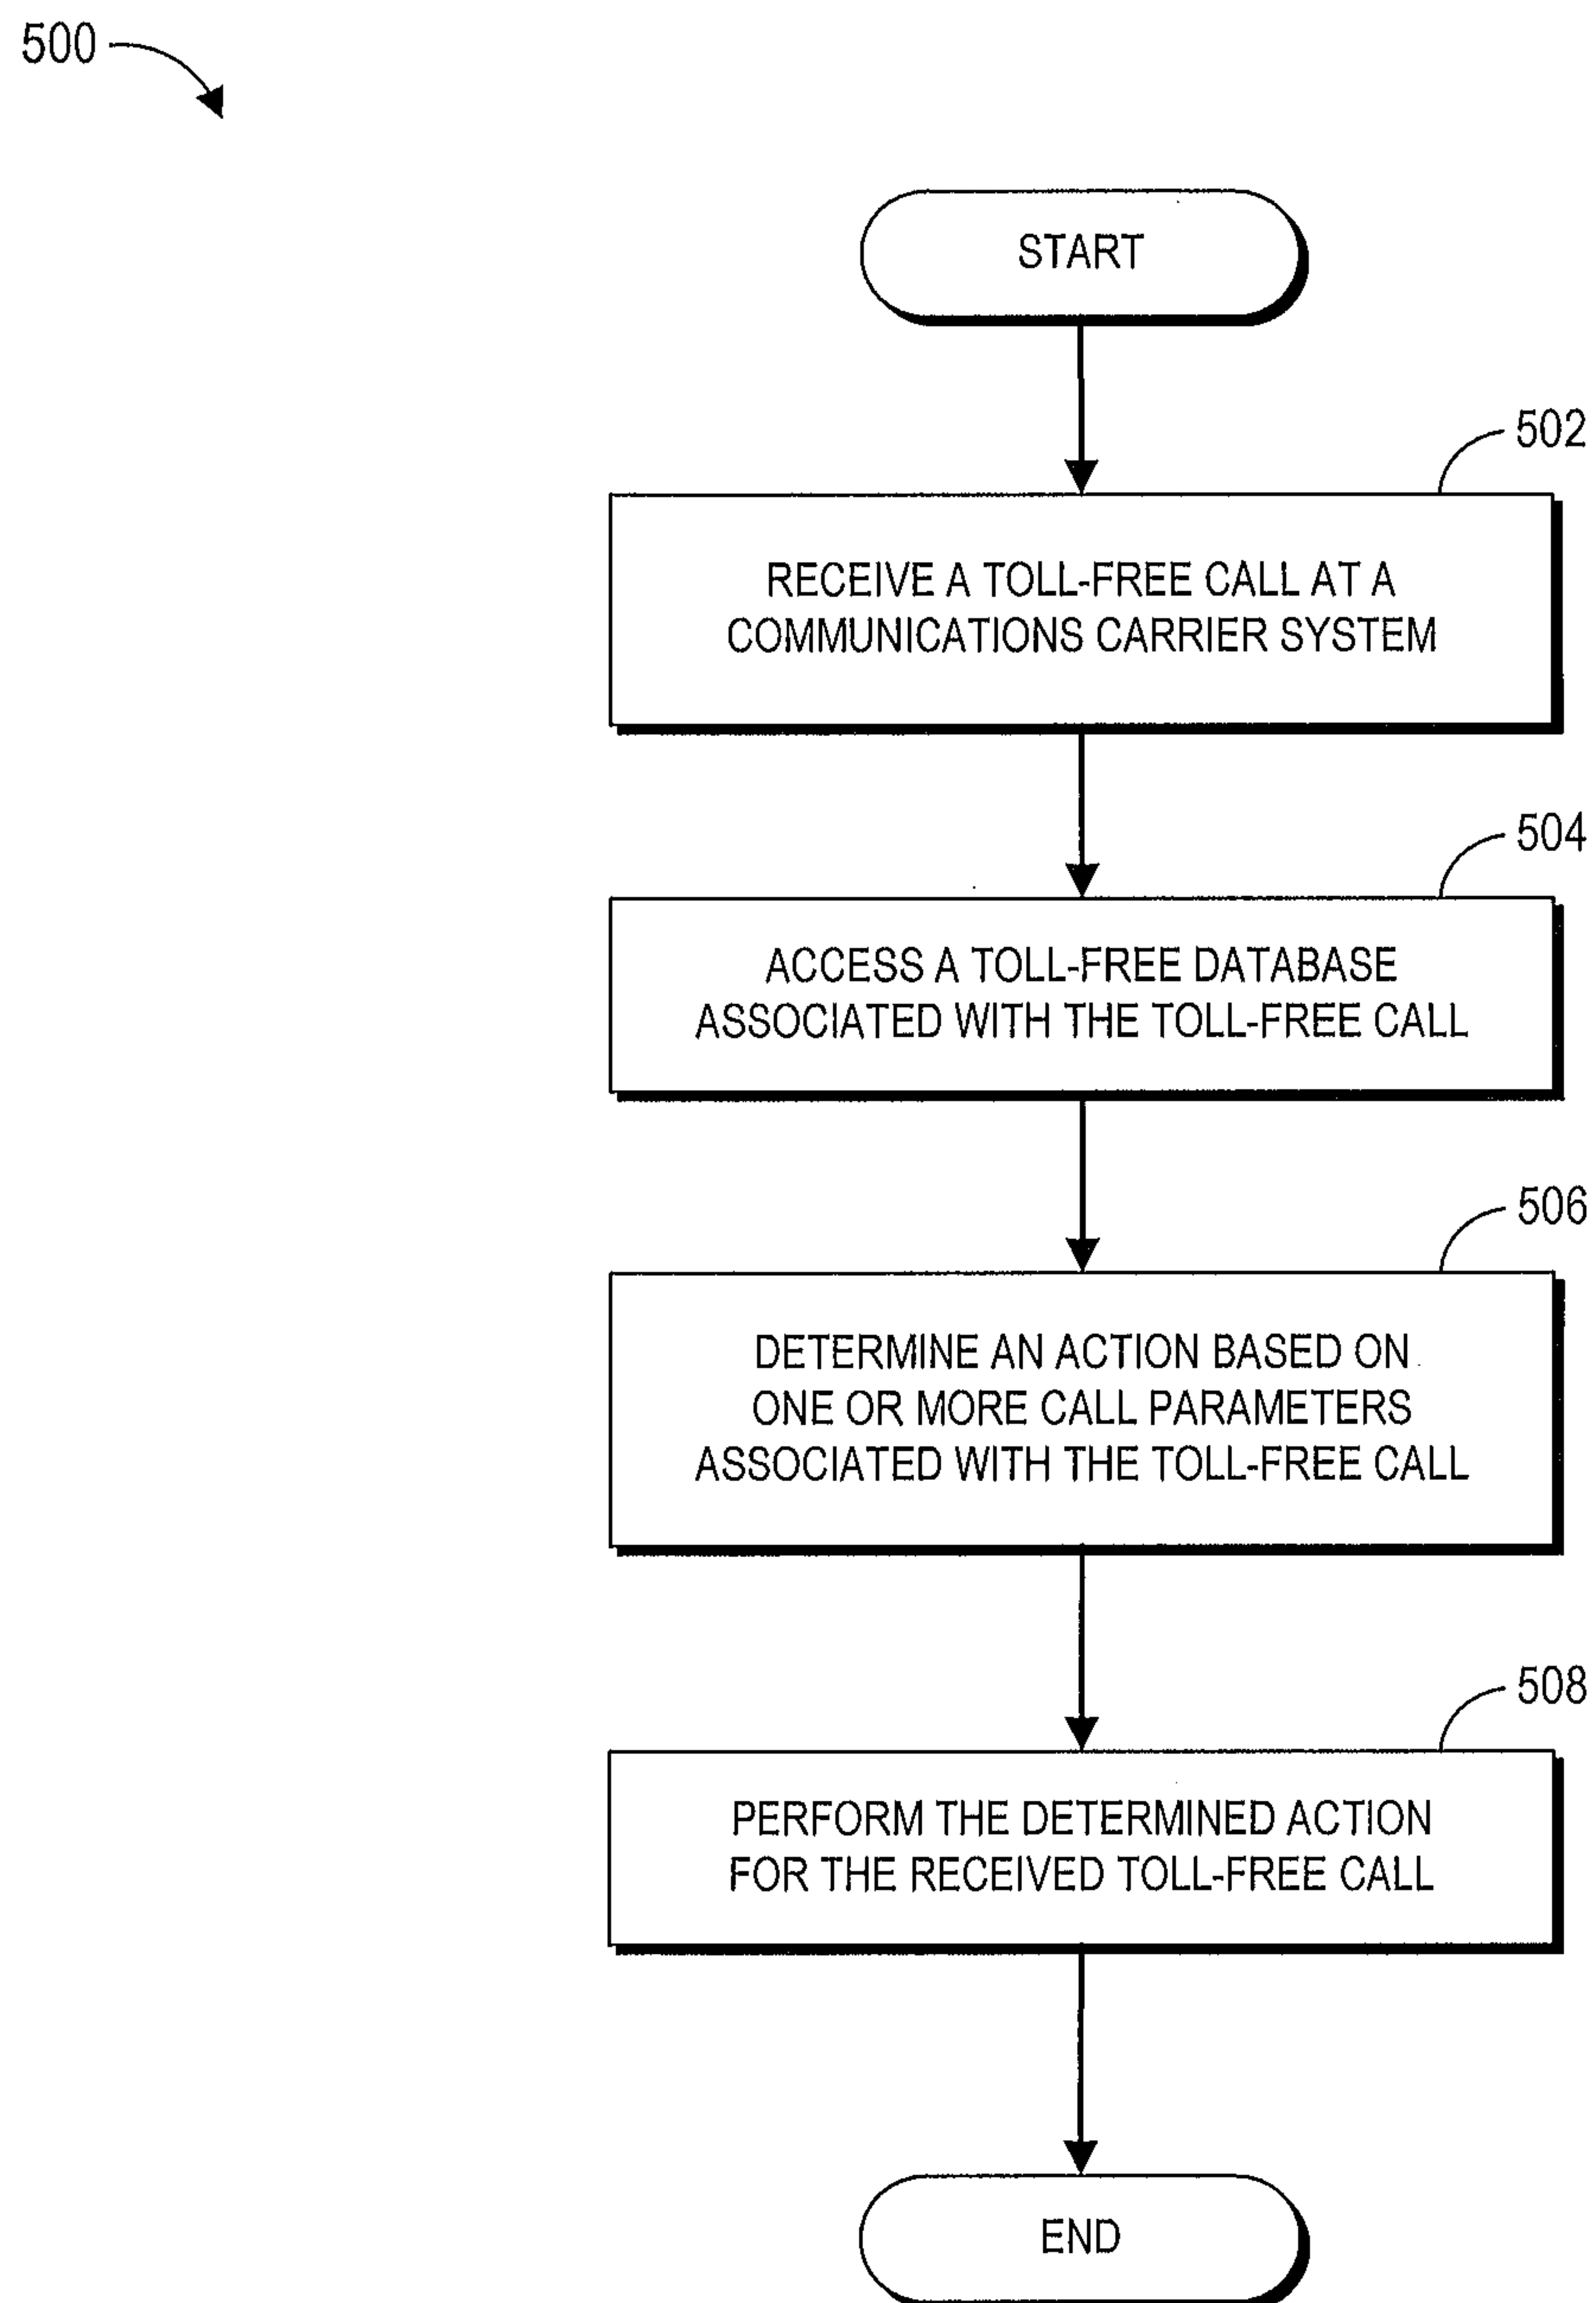 500
START
502
RECEIVE A TOLL-FREE CALL AT A
COMMUNICATIONS CARRIER SYSTEM
504
ACCESS A TOLL-FREE DATABASE
ASSOCIATED WITH THE TOLL-FREE CALL
506
DETERMINE AN ACTION BASED ON
ONE OR MORE CALL PARAMETERS
ASSOCIATED WITH THE TOLL-FREE CALL
508
PERFORM THE DETERMINED ACTION
FOR THE RECEIVED TOLL-FREE CALL
END